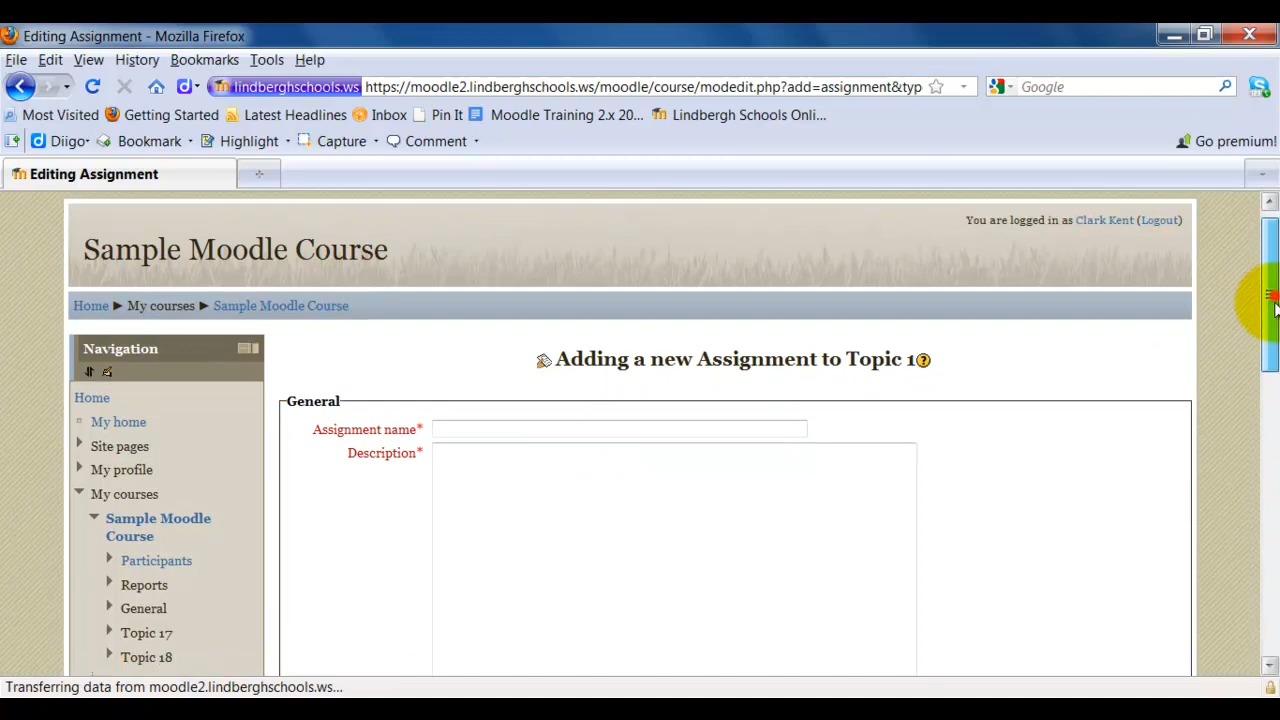 Editing Assignment - Mozilla Firefox
File Edit View History Bookmarks Tools Help
lindberghschools.ws https://moodle2.lindberghschools.ws/moodle/course/modedit.php?add=assignment&typ Google
Most Visited Getting Started Latest Headlines Inbox Pin It Moodle Training 2.x 20... Lindbergh Schools Onli...
Diigo Bookmark Highlight Capture Comment Go premium!
Editing Assignment
You are logged in as Clark Kent (Logout)
Sample Moodle Course
Home ► My courses ► Sample Moodle Course
Navigation
Adding a new Assignment to Topic 1
Home
General
My home
Assignment name*
Site pages
Description*
My profile
My courses
Sample Moodle
Course
Participants
Reports
General
Topic 17
Topic 18
Transferring data from moodle2.lindberghschools.ws...